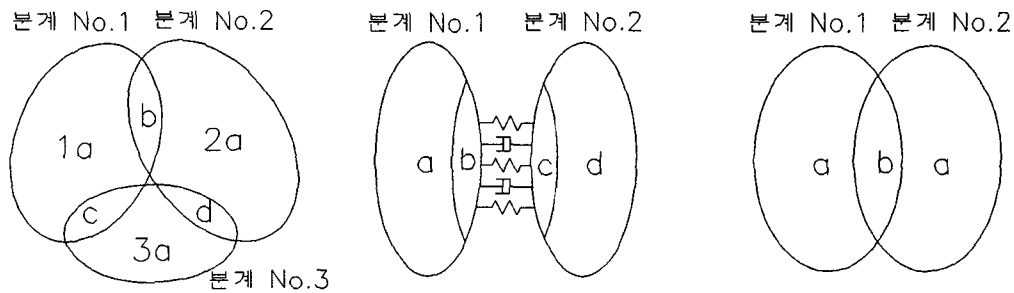 분계 No.1 분계 No.2
b
1a 2a
c d
3a
분계 No.3
분계 No.1 분계 No.2
a b c d
분계 No.1 분계 No.2
a b a